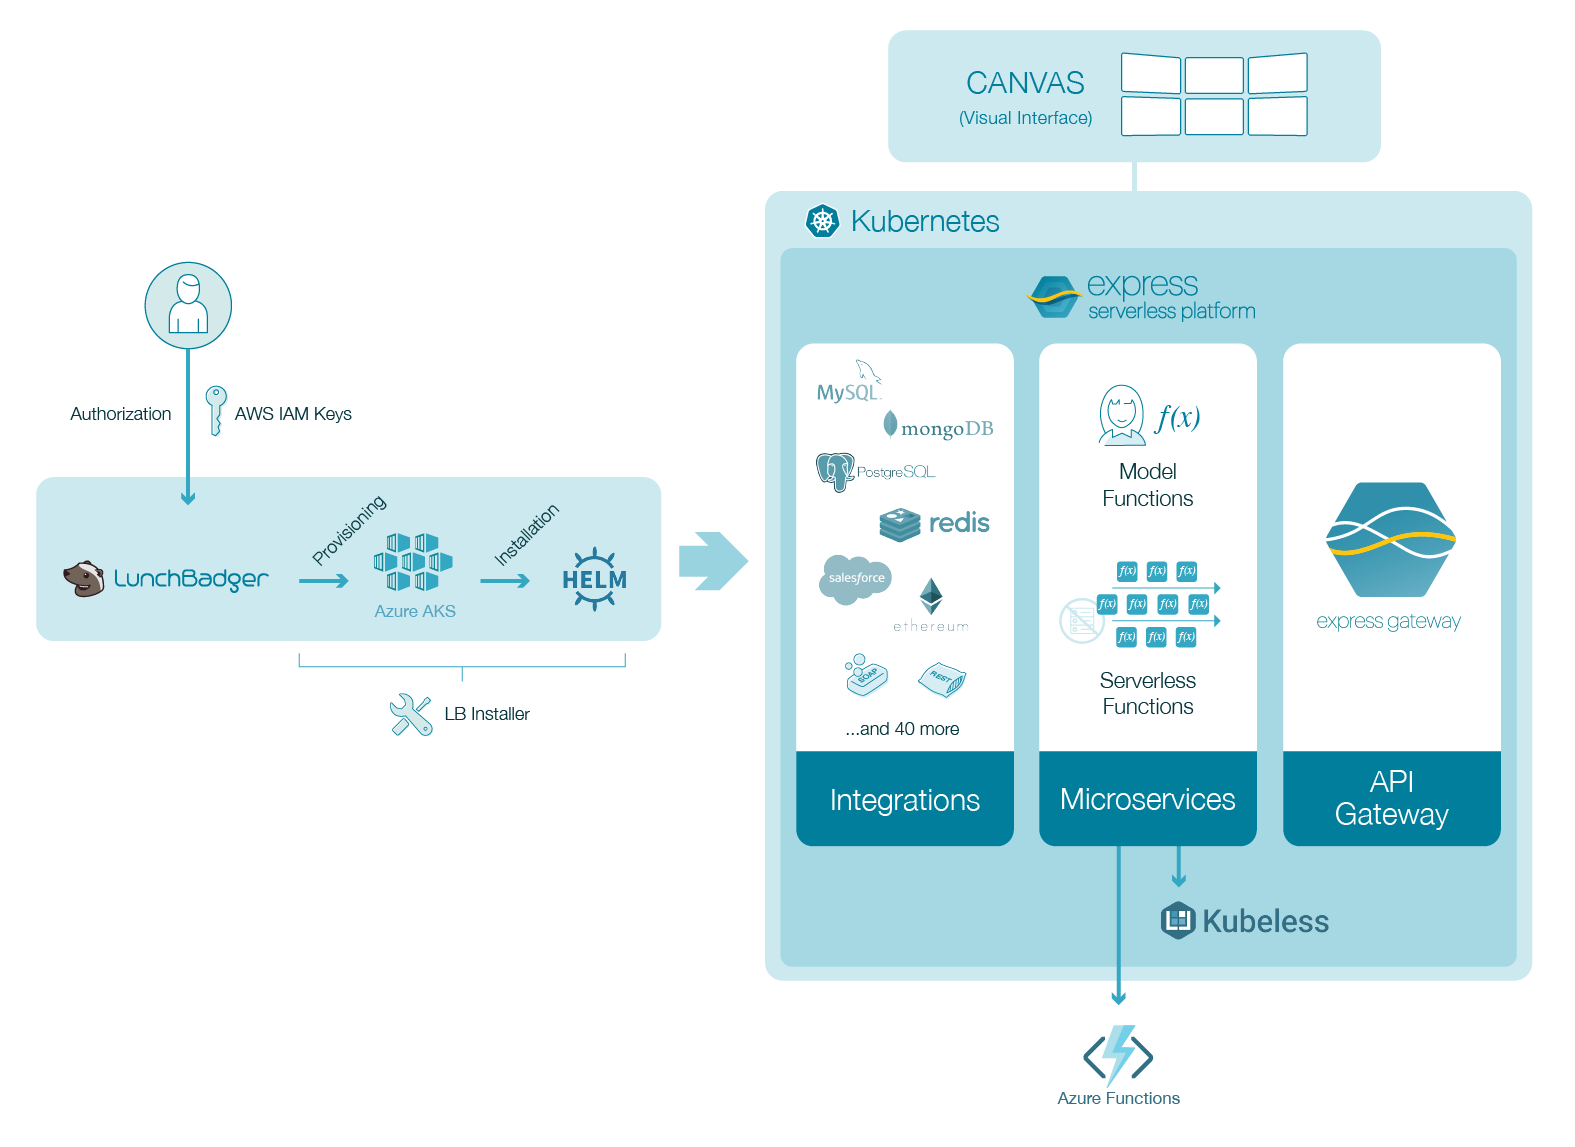 CANVAS
(Visual Interface)
Kubernetes
express
serverless platform
Authorization
AWS IAM Keys
LunchBadger
Provisioning
Azure AKS
Installation
HELM
LB Installer
MySQL
mongoDB
PostgreSQL
redis
salesforce
ethereum
SOAP
REST
...and 40 more
Integrations
f(x)
Model
Functions
f(x) f(x) f(x)
f(x) f(x) f(x) f(x)
f(x) f(x) f(x)
Serverless
Functions
Microservices
express gateway
API
Gateway
Kubeless
Azure Functions